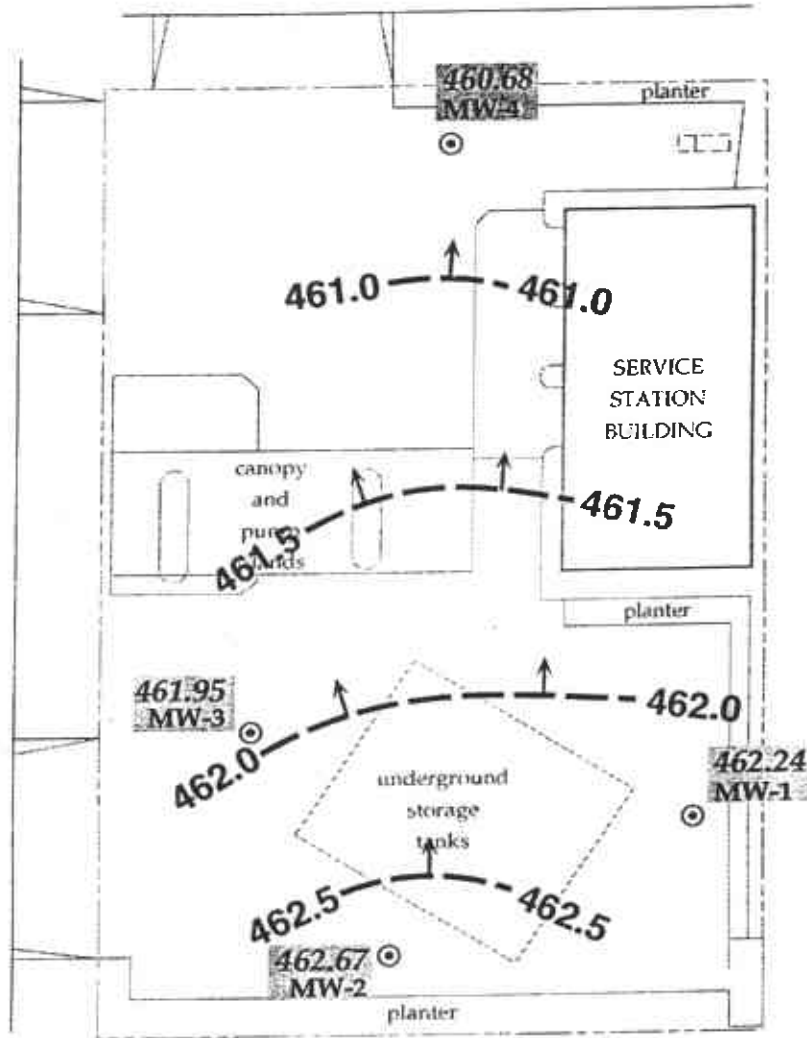 460.68
MW-4
planter
461.0
461.0
SERVICE
STATION
BUILDING
canopy
and
461.5
461.5
planter
461.95
MW-3
462.0
462.0
462.24
MW-1
underground
storage
tanks
462.5
462.5
462.67
MW-2
planter